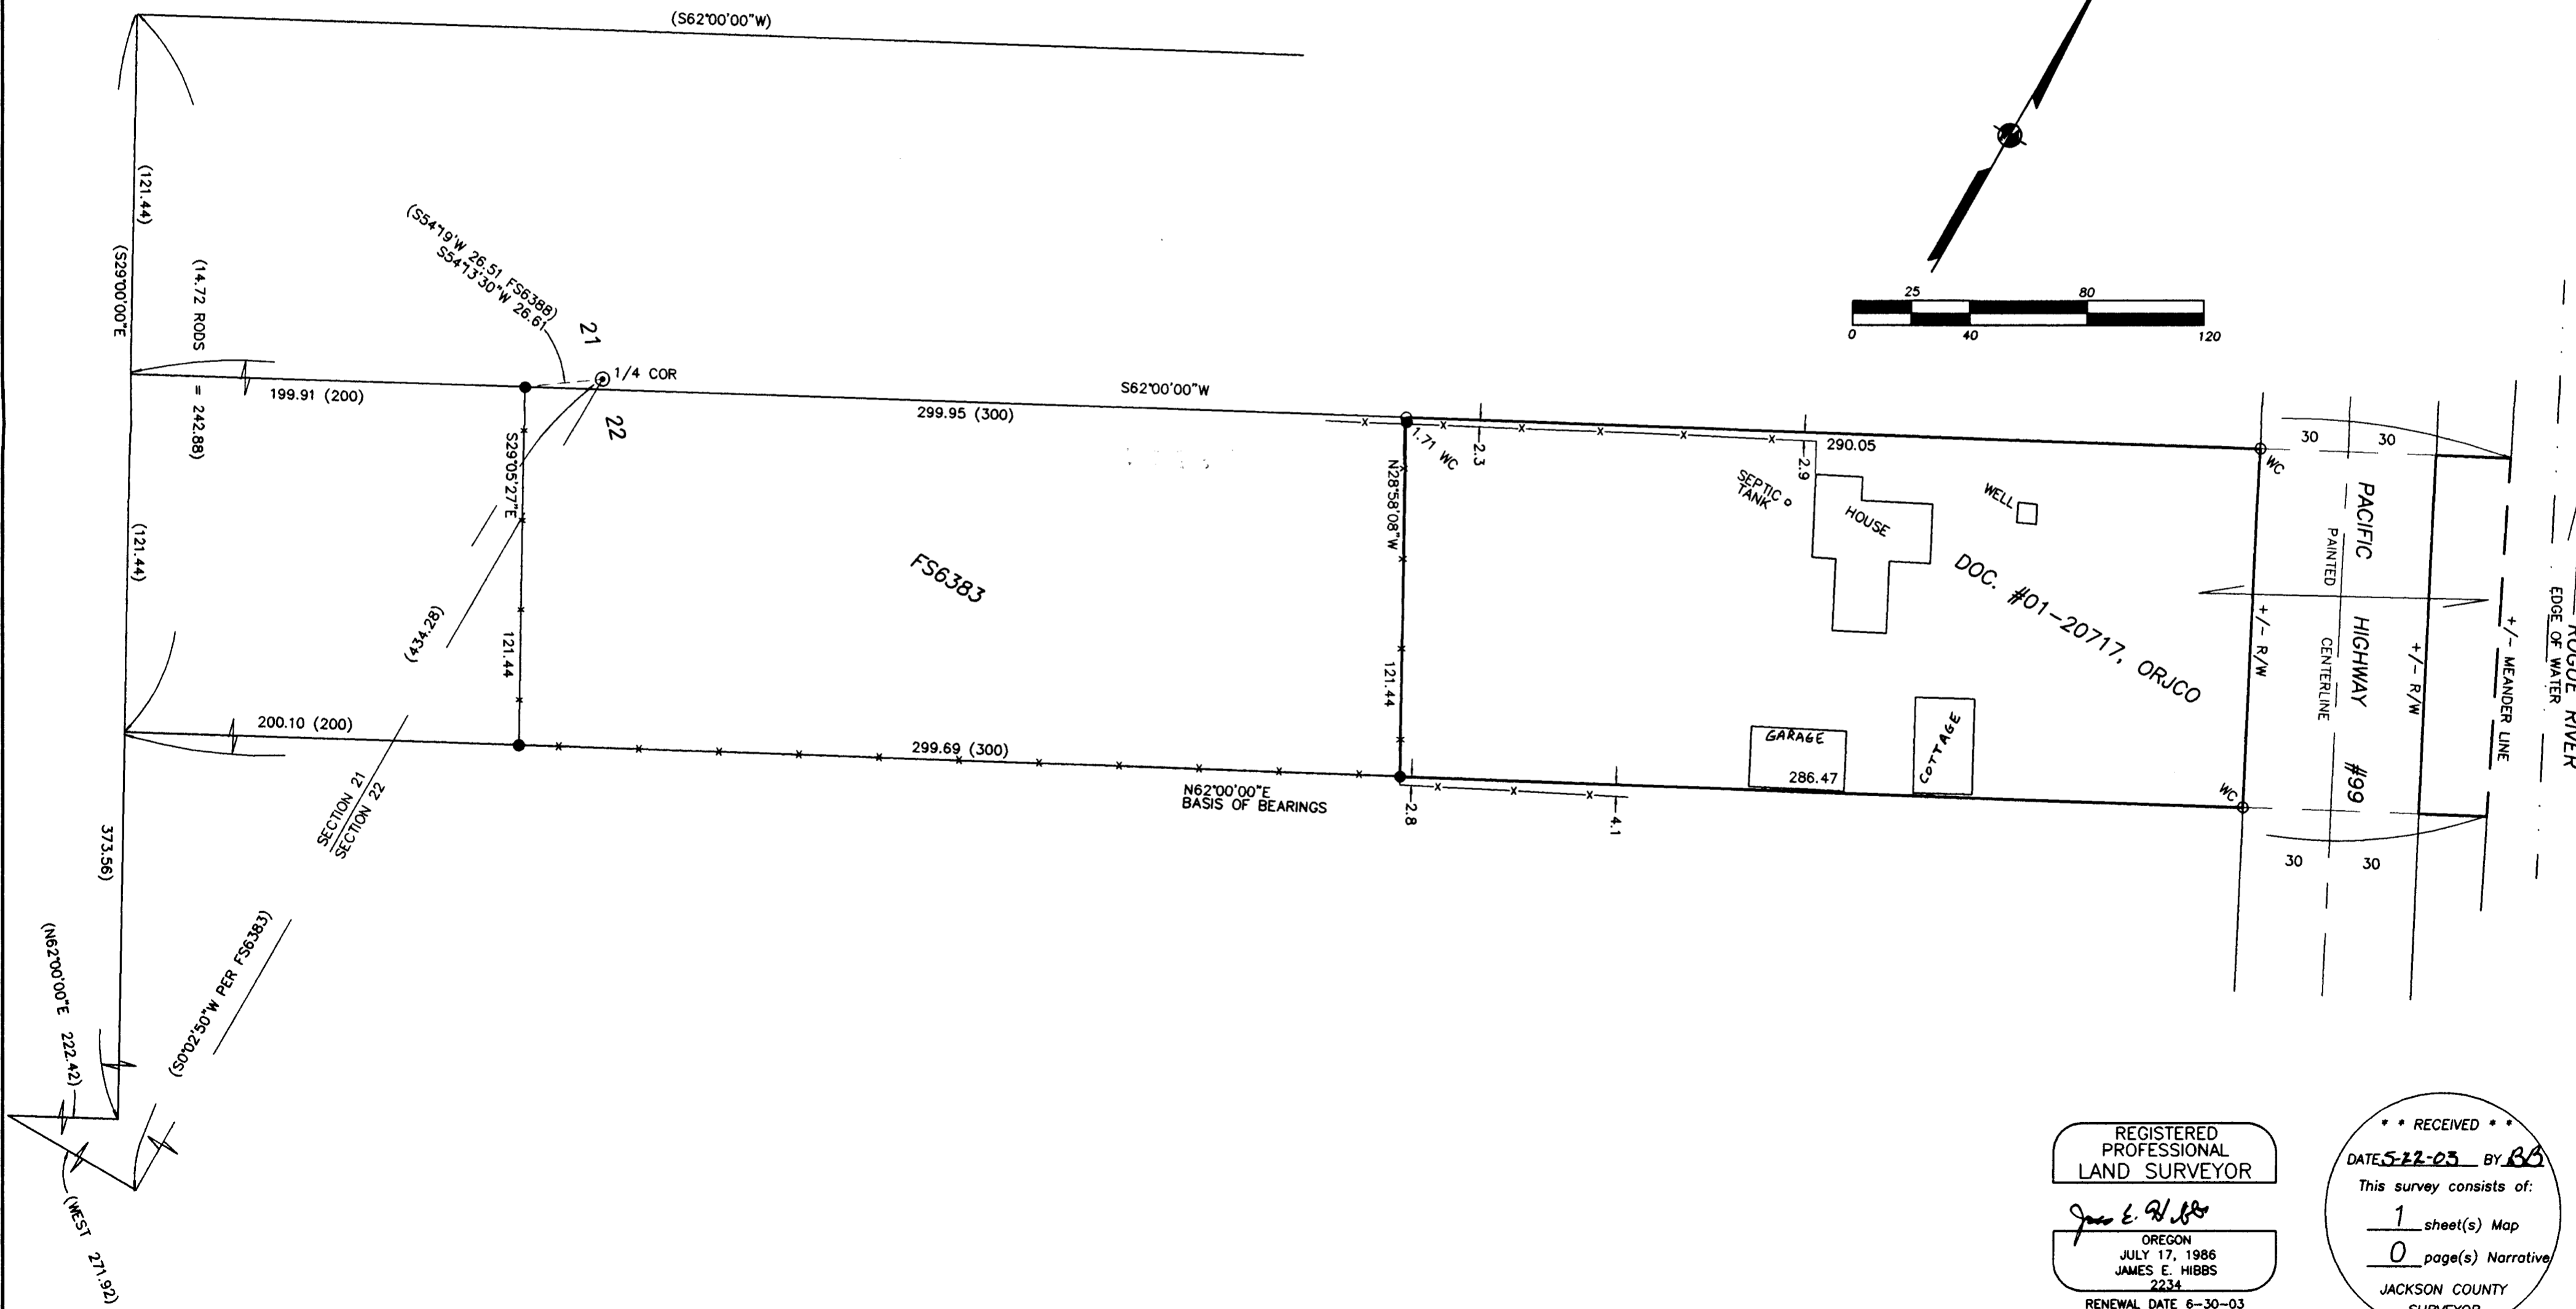 (S62°00'00"W)
(121.44)
(S29°00'00"E
(14.72 RODS = 242.88)
(S54°19'W 26.51 FS6388)
S54°13'30"W 26.61
21
1/4 COR
22
199.91 (200)
299.95 (300)
S62°00'00"W
25 80
0 40 120
1.71 WC
2.3
2.9
290.05
WC
30 30
S29°05'27"E
121.44
N28°58'08"W
121.44
SEPTIC
TANK
HOUSE
WELL
FS6383
DOC. #01-20717, ORJCO
+/- R/W
PACIFIC HIGHWAY #99
PAINTED CENTERLINE
+/- R/W
+/- MEANDER LINE
EDGE OF WATER
ROGUE RIVER
(121.44)
(434.28)
200.10 (200)
299.69 (300)
N62°00'00"E
BASIS OF BEARINGS
GARAGE
286.47
COTTAGE
WC
2.8
4.1
30 30
SECTION 21
SECTION 22
373.56)
(N62°00'00"E 222.42)
(S0°02'50"W PER FS6383)
(WEST 271.92)
REGISTERED
PROFESSIONAL
LAND SURVEYOR
James E. Hibbs
OREGON
JULY 17, 1986
JAMES E. HIBBS
2234
RENEWAL DATE 6-30-03
* * RECEIVED * *
DATE 5-22-03 BY BB
This survey consists of:
1 sheet(s) Map
0 page(s) Narrative
JACKSON COUNTY
SURVEYOR